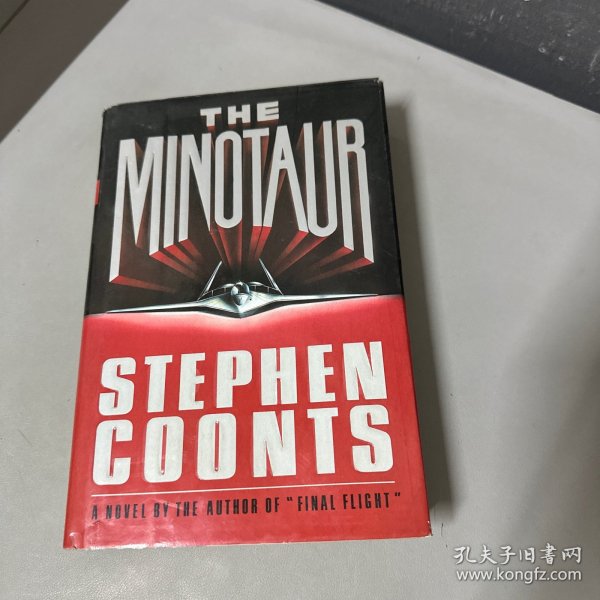 THE
MINOTAUR
STEPHEN
COONTS
A NOVEL BY THE AUTHOR OF "FINAL FLIGHT"
孔夫子旧书网
www.kongfz.com